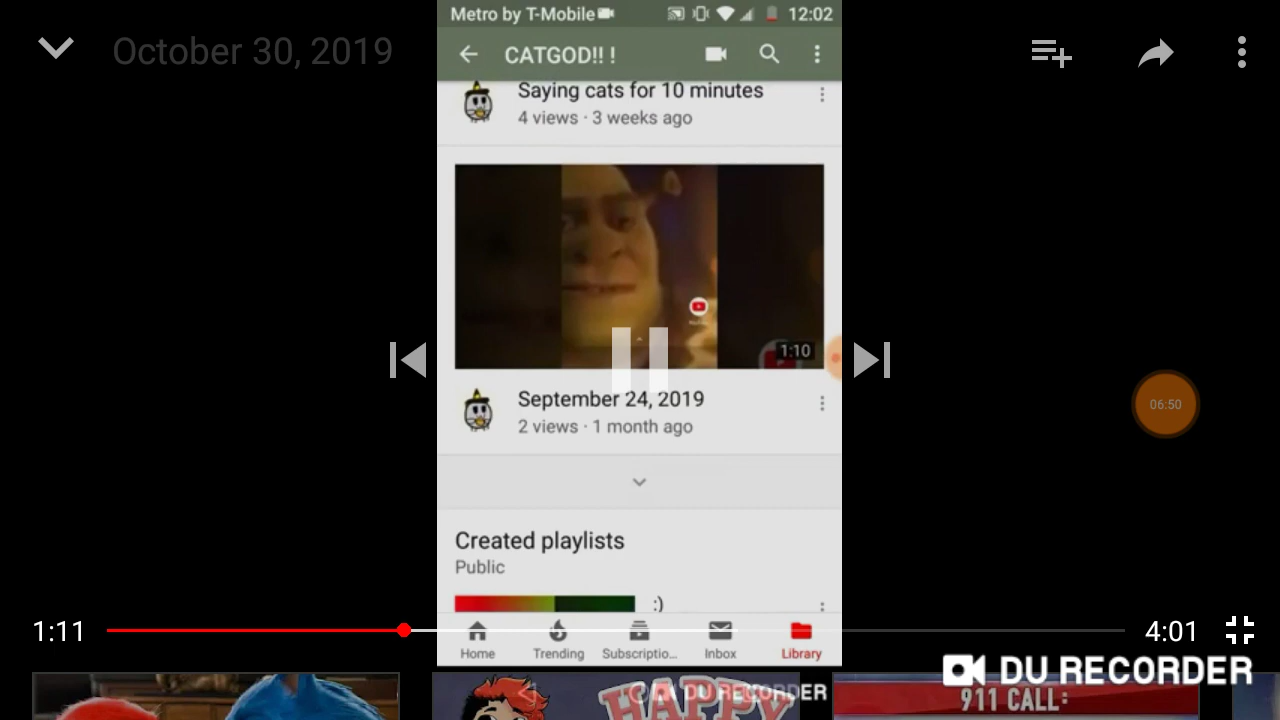 Metro by T-Mobile
12:02
October 30, 2019
CATGOD!! !
Saying cats for 10 minutes
4 views · 3 weeks ago
1:10
September 24, 2019
2 views · 1 month ago
06:50
Created playlists
Public
:)
1:11
4:01
Home
Trending
Subscriptio...
Inbox
Library
DU RECORDER
DU RECORDER
HAPPY
911 CALL: